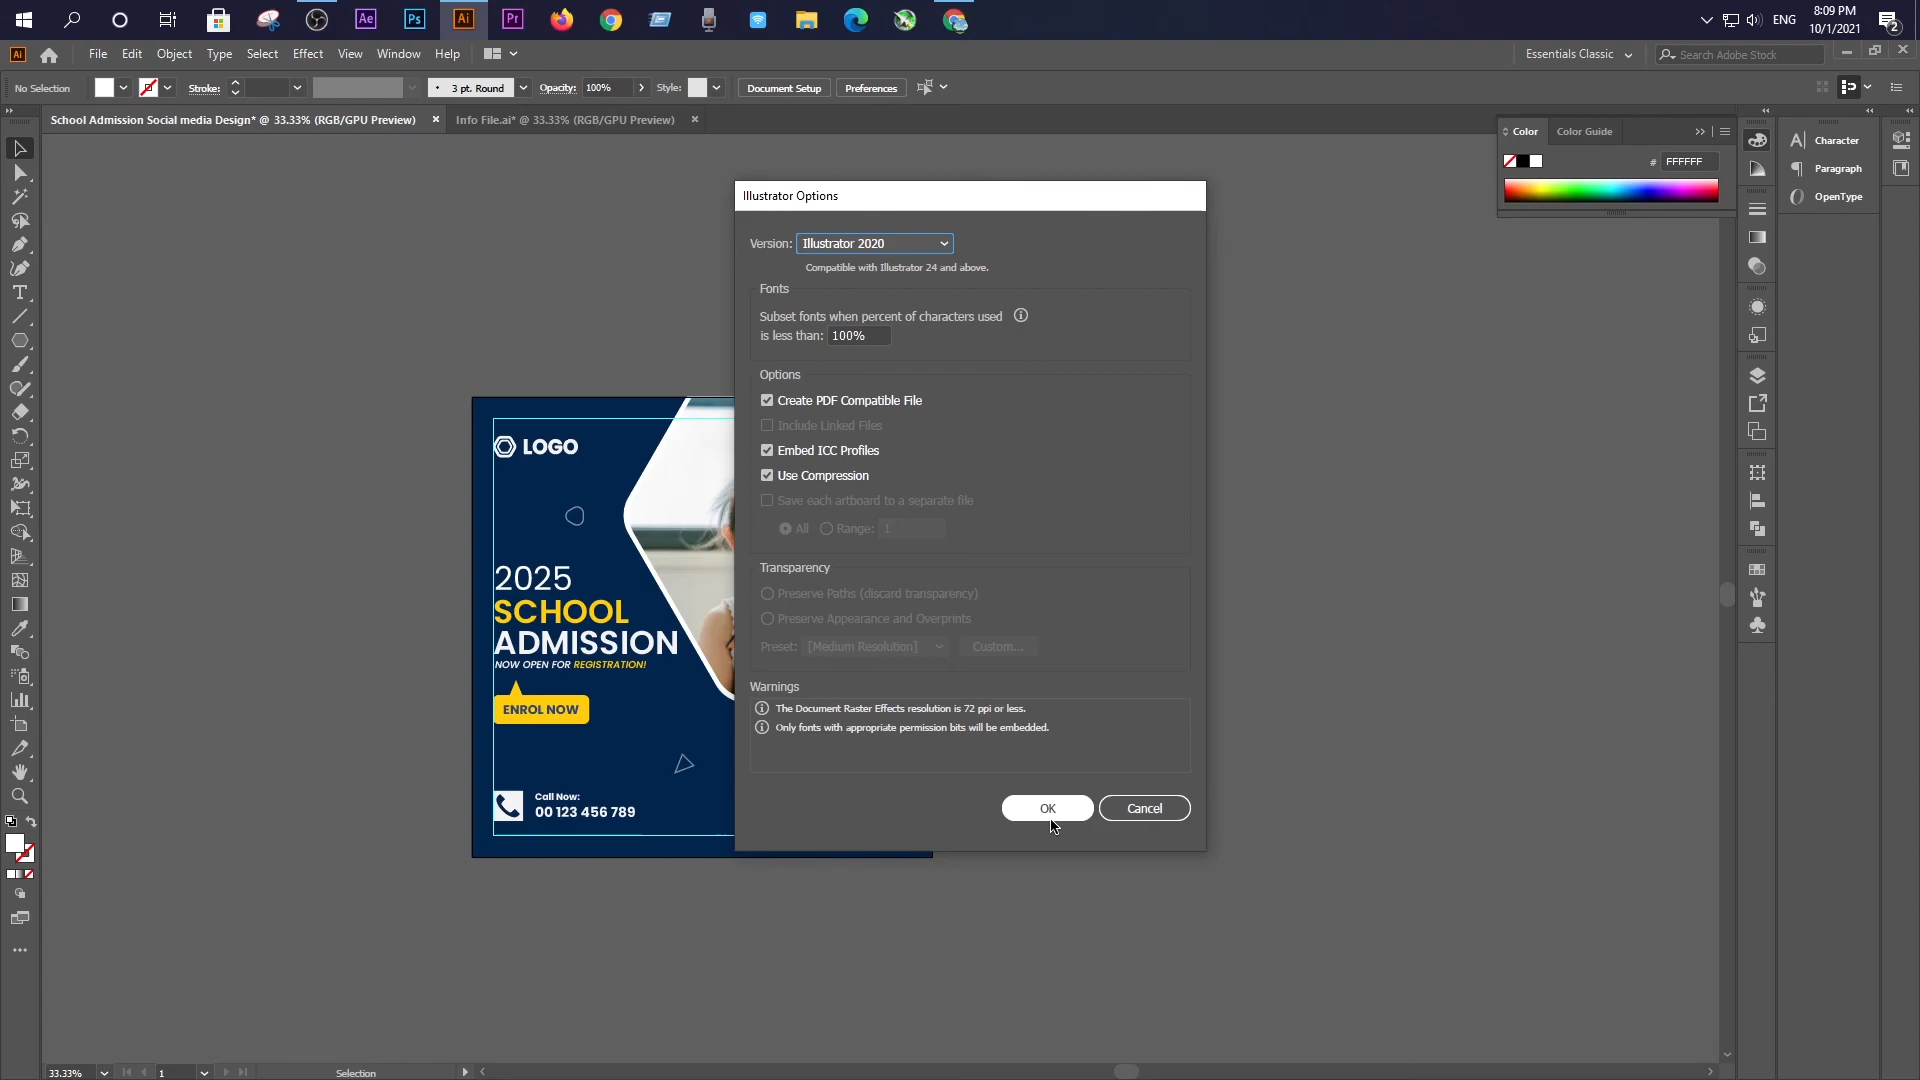 8:09 PM
ENG
10/1/2021
2
Ae
Ps
Ai
Pr
Ai
File Edit Object Type Select Effect View Window Help
Essentials Classic
Search Adobe Stock
No Selection
Stroke:
3 pt. Round
Opacity: 100%
Style:
Document Setup
Preferences
School Admission Social media Design* @ 33.33% (RGB/GPU Preview)
Info File.ai* @ 33.33% (RGB/GPU Preview)
Color
Color Guide
# FFFFFF
Character
Paragraph
OpenType
Illustrator Options
Version: Illustrator 2020
Compatible with Illustrator 24 and above.
Fonts
Subset fonts when percent of characters used
is less than: 100%
Options
Create PDF Compatible File
Include Linked Files
Embed ICC Profiles
Use Compression
Save each artboard to a separate file
All Range: 1
Transparency
Preserve Paths (discard transparency)
Preserve Appearance and Overprints
Preset: [Medium Resolution] Custom...
Warnings
The Document Raster Effects resolution is 72 ppi or less.
Only fonts with appropriate permission bits will be embedded.
OK
Cancel
LOGO
2025
SCHOOL
ADMISSION
NOW OPEN FOR REGISTRATION!
ENROL NOW
Call Now:
00 123 456 789
33.33%
1
Selection